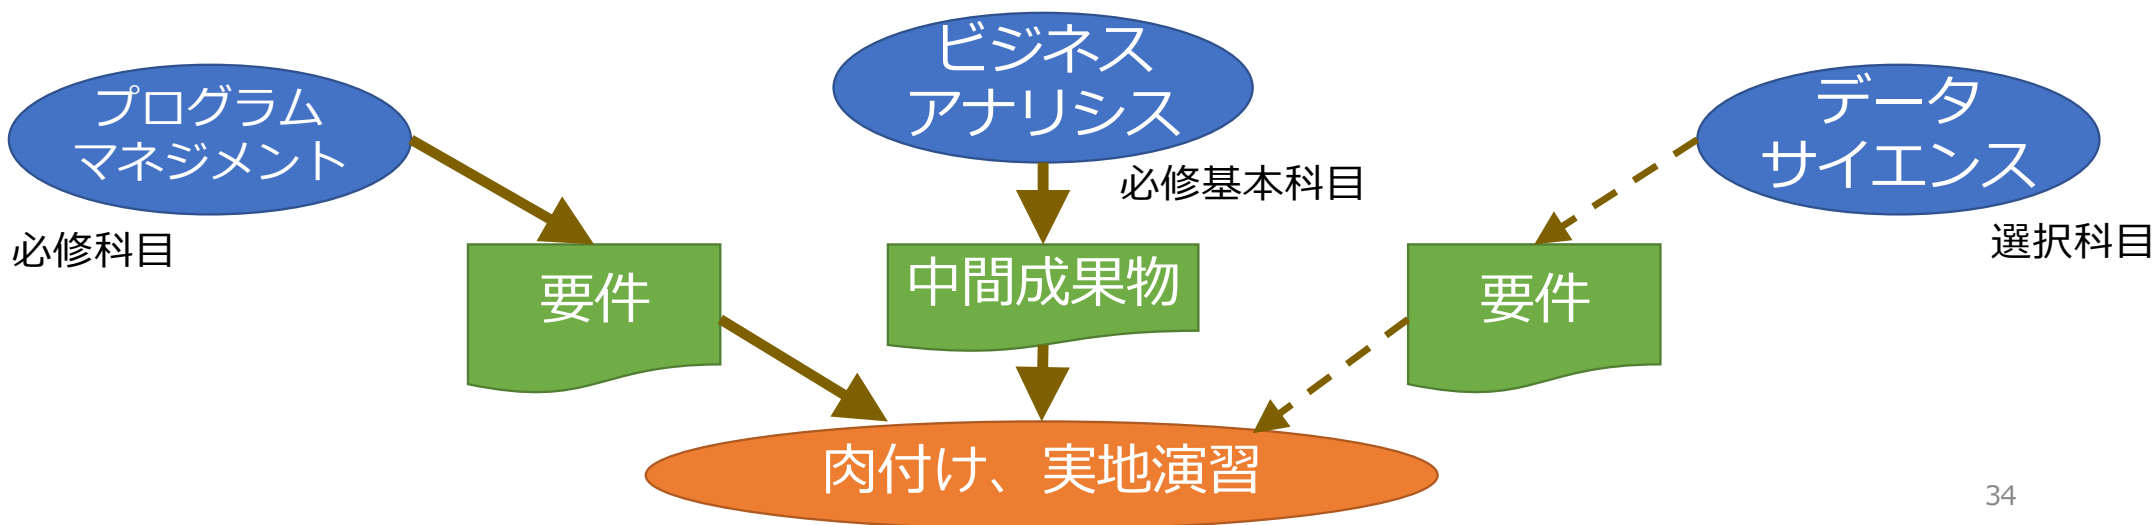 プログラム
マネジメント
必修科目
ビジネス
アナリシス
必修基本科目
データ
サイエンス
選択科目
要件
中間成果物
要件
肉付け、実地演習
34